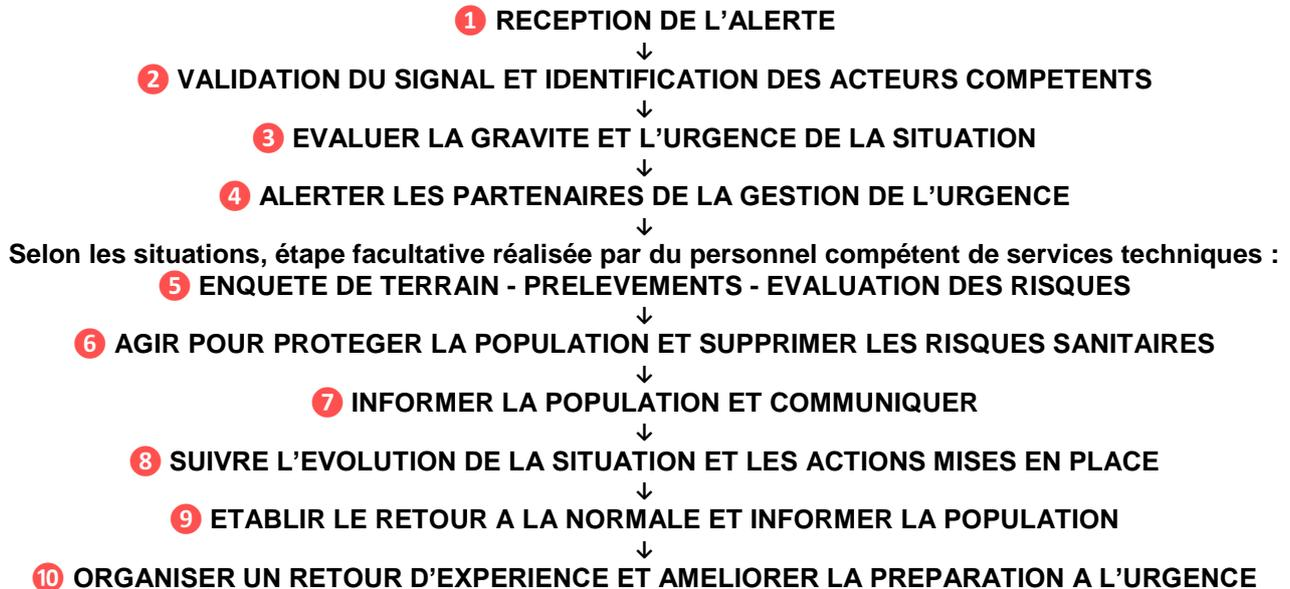 ❶ RECEPTION DE L’ALERTE
↓
❷ VALIDATION DU SIGNAL ET IDENTIFICATION DES ACTEURS COMPETENTS
↓
❸ EVALUER LA GRAVITE ET L’URGENCE DE LA SITUATION
↓
❹ ALERTER LES PARTENAIRES DE LA GESTION DE L’URGENCE
↓
Selon les situations, étape facultative réalisée par du personnel compétent de services techniques :
❺ ENQUETE DE TERRAIN - PRELEVEMENTS - EVALUATION DES RISQUES
↓
❻ AGIR POUR PROTEGER LA POPULATION ET SUPPRIMER LES RISQUES SANITAIRES
↓
❼ INFORMER LA POPULATION ET COMMUNIQUER
↓
❽ SUIVRE L’EVOLUTION DE LA SITUATION ET LES ACTIONS MISES EN PLACE
↓
❾ ETABLIR LE RETOUR A LA NORMALE ET INFORMER LA POPULATION
↓
❿ ORGANISER UN RETOUR D’EXPERIENCE ET AMELIORER LA PREPARATION A L’URGENCE